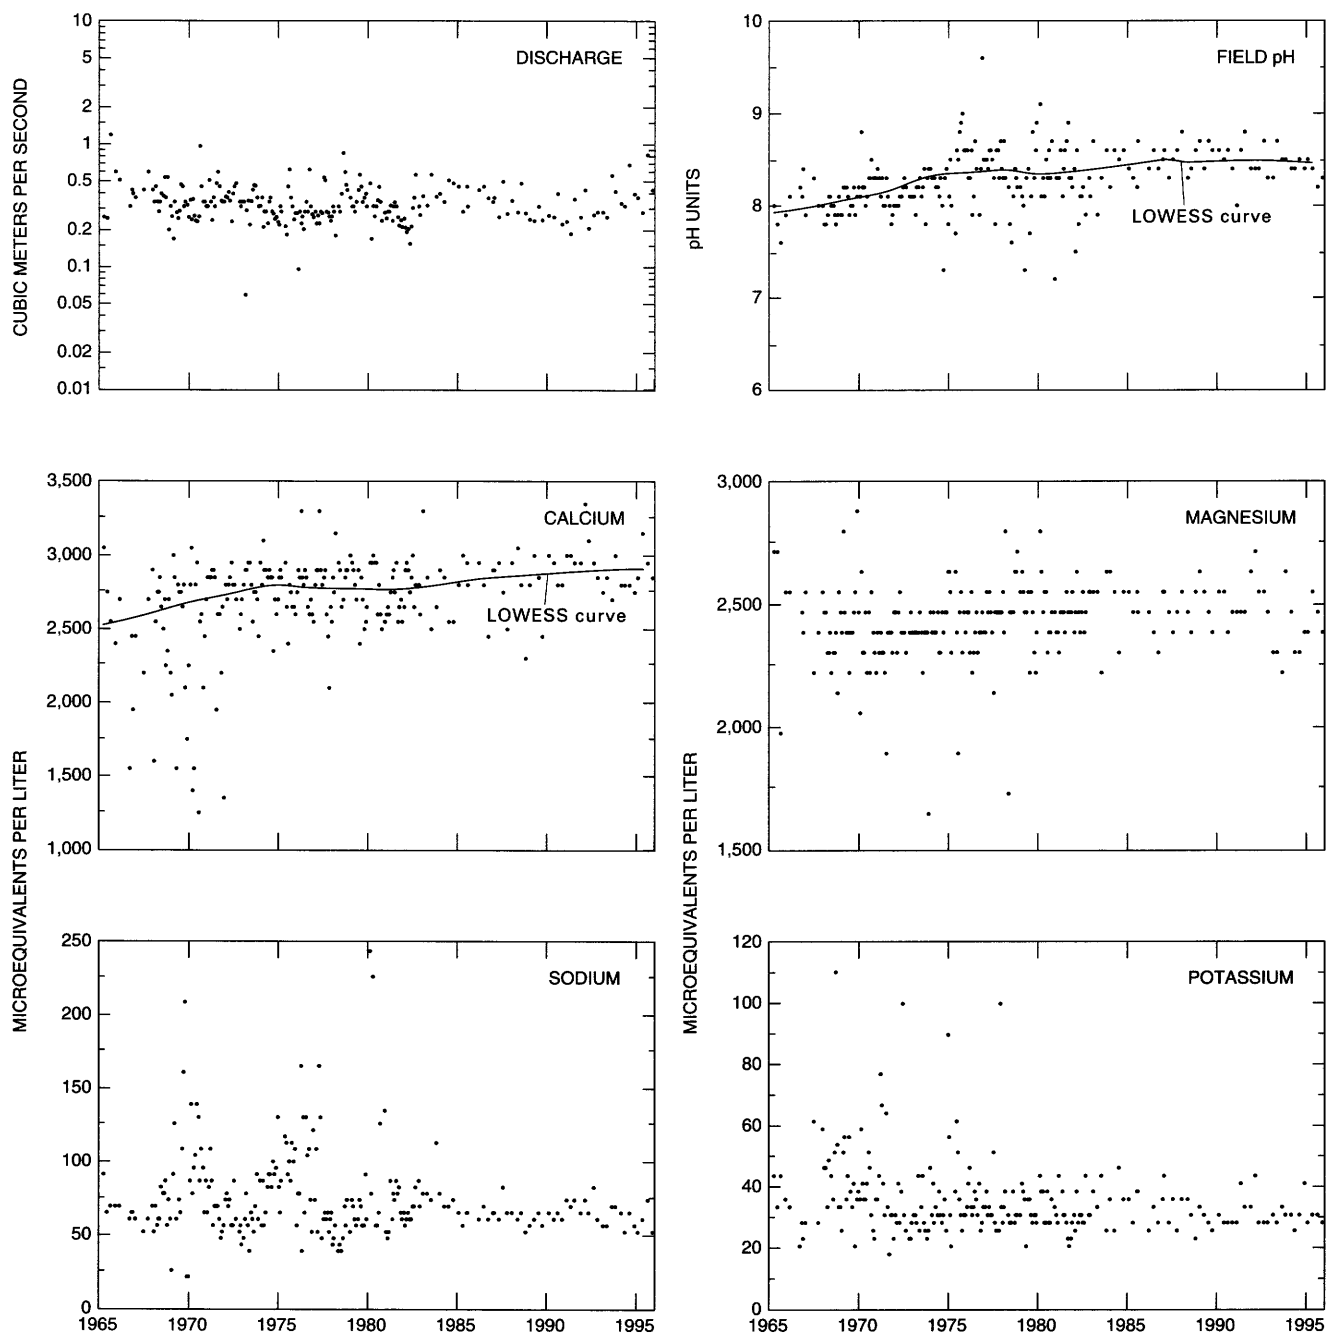 CUBIC METERS PER SECOND
10
5
2
1
0.5
0.2
0.1
0.05
0.02
0.01
DISCHARGE
pH UNITS
10
9
8
7
6
FIELD pH
LOWESS curve
MICROEQUIVALENTS PER LITER
3,500
3,000
2,500
2,000
1,500
1,000
CALCIUM
LOWESS curve
MICROEQUIVALENTS PER LITER
3,000
2,500
2,000
1,500
MAGNESIUM
250
200
150
100
50
0
SODIUM
1965 1970 1975 1980 1985 1990 1995
120
100
80
60
40
20
0
POTASSIUM
1965 1970 1975 1980 1985 1990 1995